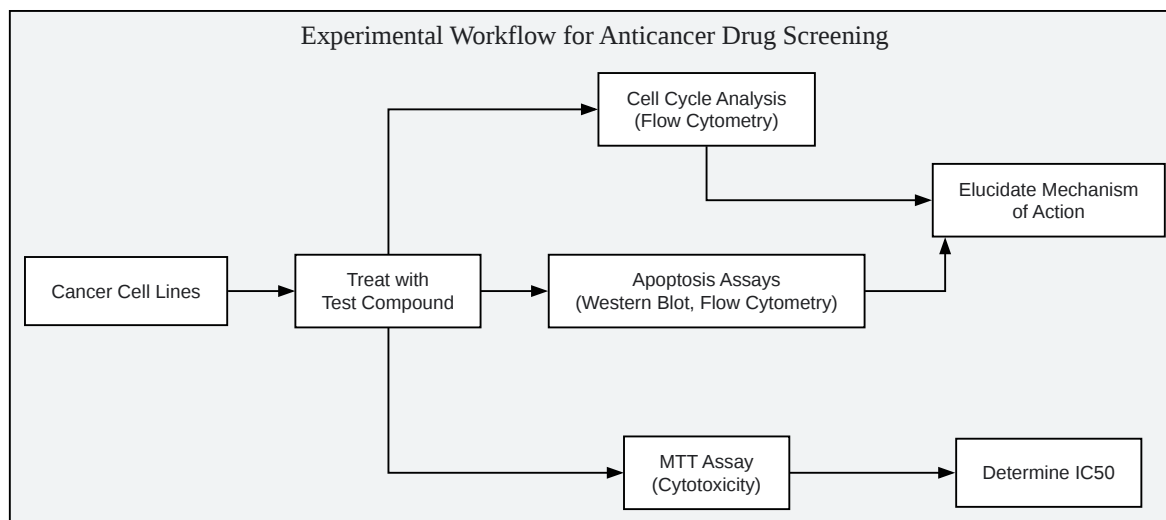 Experimental Workflow for Anticancer Drug Screening
Cell Cycle Analysis
(Flow Cytometry)
Elucidate Mechanism
of Action
Cancer Cell Lines
Treat with
Test Compound
Apoptosis Assays
(Western Blot, Flow Cytometry)
MTT Assay
(Cytotoxicity)
Determine IC50